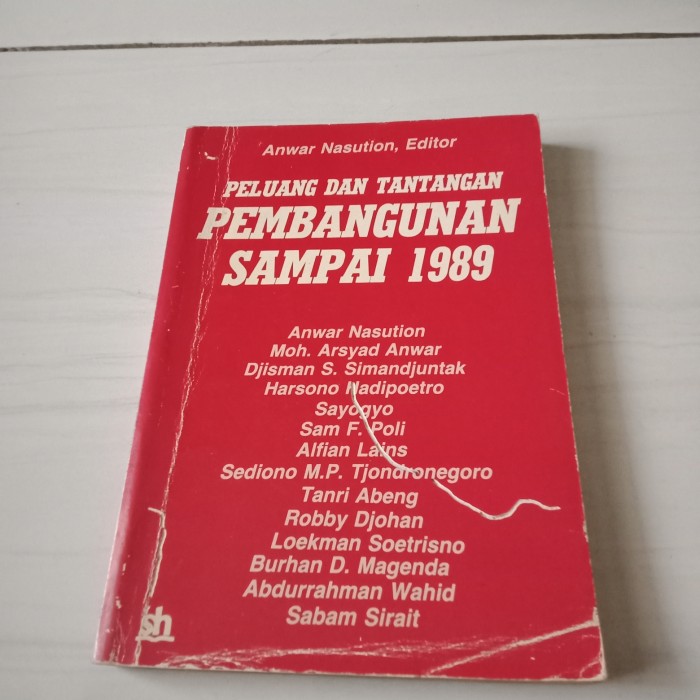 Anwar Nasution, Editor
PELUANG DAN TANTANGAN
PEMBANGUNAN
SAMPAI 1989
Anwar Nasution
Moh. Arsyad Anwar
Djisman S. Simandjuntak
Harsono Hadipoetro
Sayogyo
Sam F. Poli
Alfian Lains
Sediono M.P. Tjondronegoro
Tanri Abeng
Robby Djohan
Loekman Soetrisno
Burhan D. Magenda
Abdurrahman Wahid
Sabam Sirait
sh